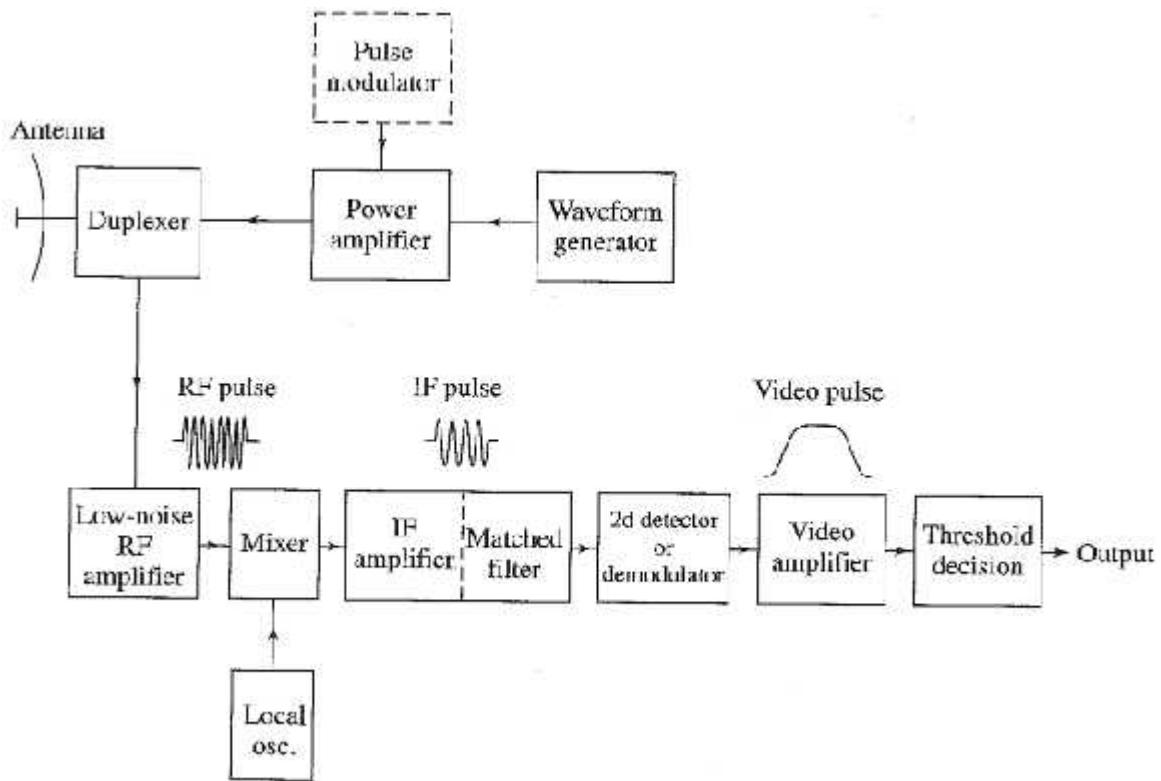 Pulse
modulator
Antenna
Duplexer
Power
amplifier
Waveform
generator
RF pulse
IF pulse
Video pulse
Low-noise
RF
amplifier
Mixer
IF
amplifier
Matched
filter
2d detector
or
demodulator
Video
amplifier
Threshold
decision
Output
Local
osc.